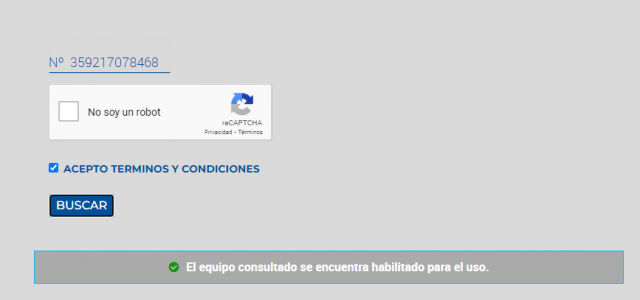 Nº 359217078468
No soy un robot
reCAPTCHA
Privacidad - Términos
ACEPTO TERMINOS Y CONDICIONES
BUSCAR
El equipo consultado se encuentra habilitado para el uso.